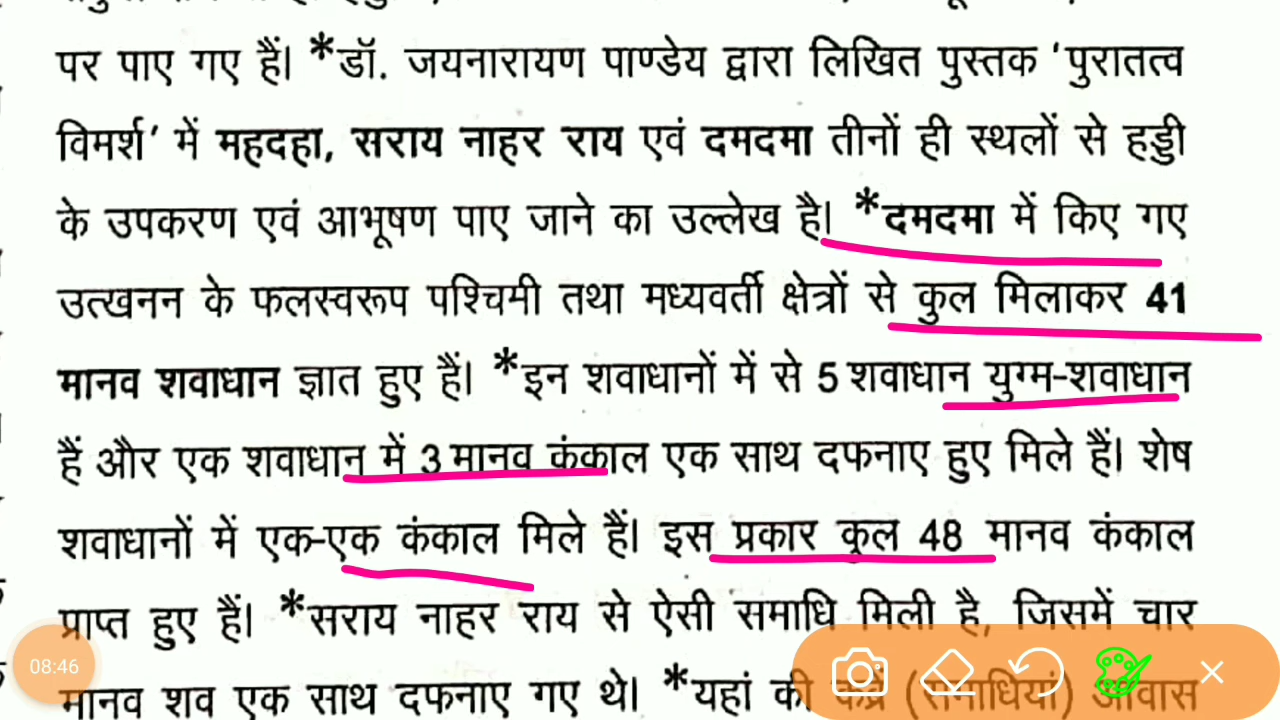 पर पाए गए हैं। *डॉ. जयनारायण पाण्डेय द्वारा लिखित पुस्तक 'पुरातत्व
विमर्श' में महदहा, सराय नाहर राय एवं दमदमा तीनों ही स्थलों से हड्डी
के उपकरण एवं आभूषण पाए जाने का उल्लेख है। *दमदमा में किए गए
उत्खनन के फलस्वरूप पश्चिमी तथा मध्यवर्ती क्षेत्रों से कुल मिलाकर 41
मानव शवाधान ज्ञात हुए हैं। *इन शवाधानों में से 5 शवाधान युग्म-शवाधान
हैं और एक शवाधान में 3 मानव कंकाल एक साथ दफनाए हुए मिले हैं। शेष
शवाधानों में एक-एक कंकाल मिले हैं। इस प्रकार कुल 48 मानव कंकाल
प्राप्त हुए हैं। *सराय नाहर राय से ऐसी समाधि मिली है, जिसमें चार
मानव शव एक साथ दफनाए गए थे। *यहां की कब्रें (समाधियां) आवास
08:46